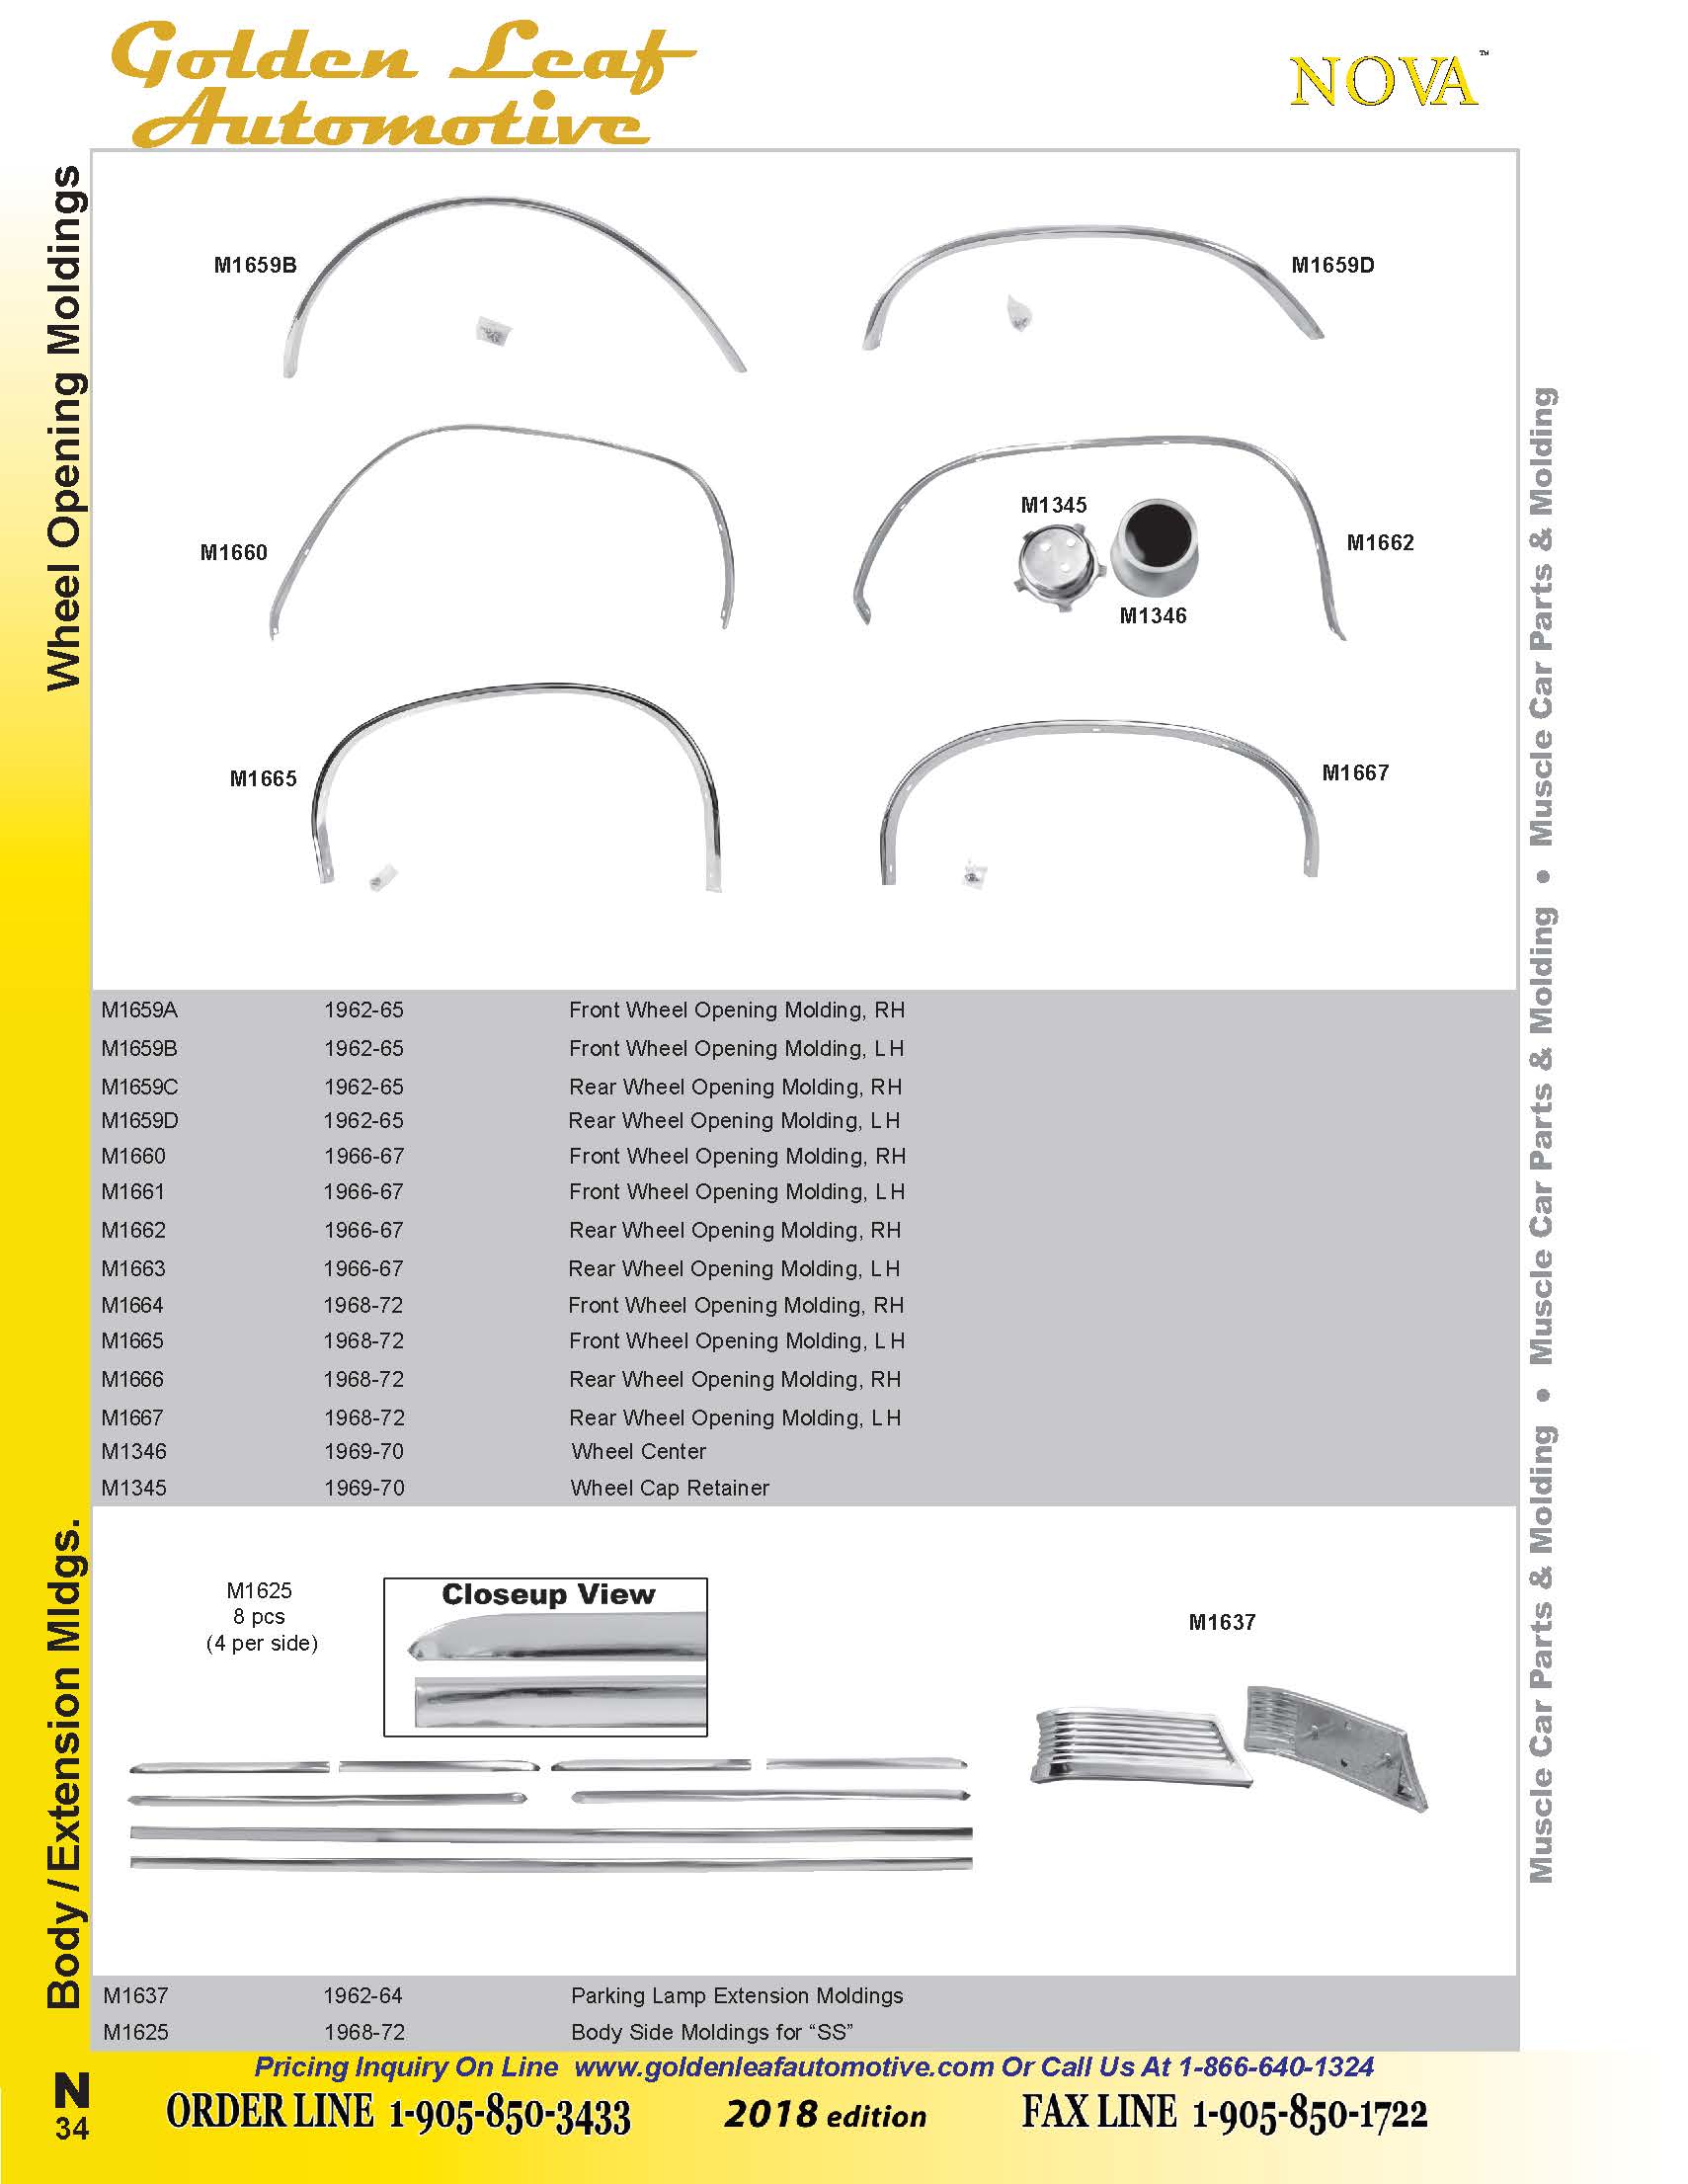 Golden Leaf
Automotive
NOVA™
Wheel Opening Moldings
M1659B
M1659D
M1660
M1345
M1662
M1346
M1665
M1667
M1659A 1962-65 Front Wheel Opening Molding, RH
M1659B 1962-65 Front Wheel Opening Molding, LH
M1659C 1962-65 Rear Wheel Opening Molding, RH
M1659D 1962-65 Rear Wheel Opening Molding, LH
M1660 1966-67 Front Wheel Opening Molding, RH
M1661 1966-67 Front Wheel Opening Molding, LH
M1662 1966-67 Rear Wheel Opening Molding, RH
M1663 1966-67 Rear Wheel Opening Molding, LH
M1664 1968-72 Front Wheel Opening Molding, RH
M1665 1968-72 Front Wheel Opening Molding, LH
M1666 1968-72 Rear Wheel Opening Molding, RH
M1667 1968-72 Rear Wheel Opening Molding, LH
M1346 1969-70 Wheel Center
M1345 1969-70 Wheel Cap Retainer
Body / Extension Mldgs.
M1625
8 pcs
(4 per side)
Closeup View
M1637
M1637 1962-64 Parking Lamp Extension Moldings
M1625 1968-72 Body Side Moldings for “SS”
Muscle Car Parts & Molding • Muscle Car Parts & Molding • Muscle Car Parts & Molding
Pricing Inquiry On Line www.goldenleafautomotive.com Or Call Us At 1-866-640-1324
N
34
ORDER LINE 1-905-850-3433 2018 edition FAX LINE 1-905-850-1722